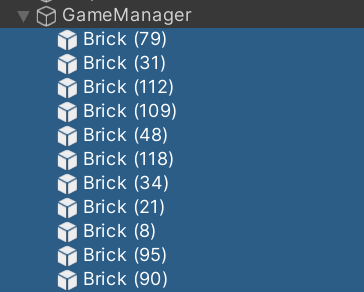 GameManager
Brick (79)
Brick (31)
Brick (112)
Brick (109)
Brick (48)
Brick (118)
Brick (34)
Brick (21)
Brick (8)
Brick (95)
Brick (90)